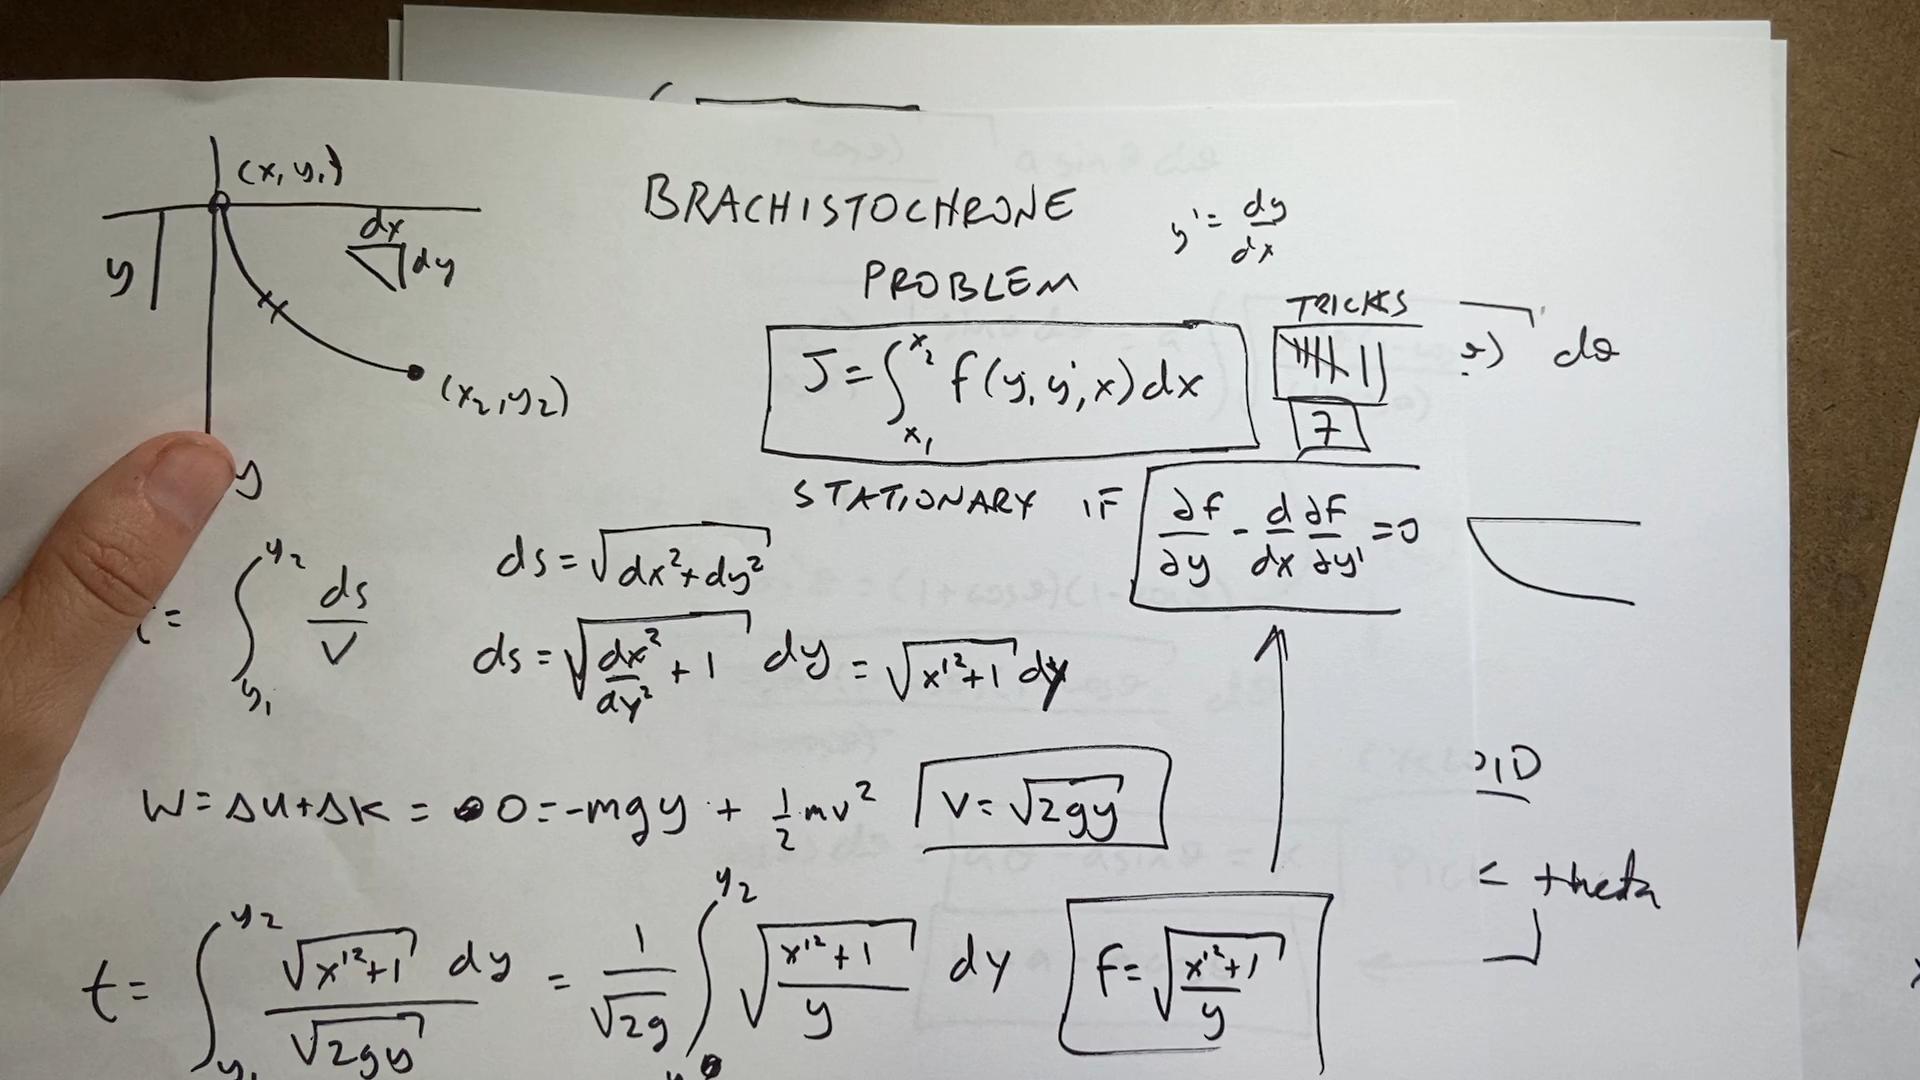 (x, y,)
dx
y
dy
(x₂, y₂)
y
BRACHISTOCHRONE
PROBLEM
y' = dy/dx
TRICKS
7
dθ
J = ∫_{x₁}^{x₂} f(y, y', x) dx
STATIONARY IF ∂f/∂y - d/dx ∂f/∂y' = 0
= ∫_{y₁}^{y₂} ds/v
ds = √(dx² + dy²)
ds = √(dx²/dy² + 1) dy = √(x'² + 1) dy
W = ΔU + ΔK = 0 = -mgy + ½mv²
v = √(2gy)
OID
< theta
t = ∫_{y₁}^{y₂} √(x'² + 1)/√(2gy) dy = 1/√(2g) ∫^{y₂} √((x'² + 1)/y) dy
f = √((x'² + 1)/y)